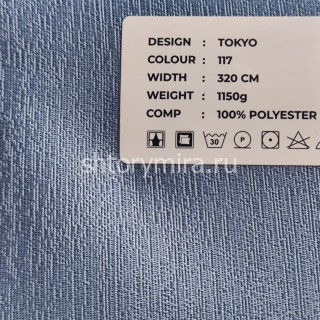 DESIGN : TOKYO
COLOUR : 117
WIDTH : 320 CM
WEIGHT : 1150g
COMP : 100% POLYESTER
30 P
shtorymira.ru